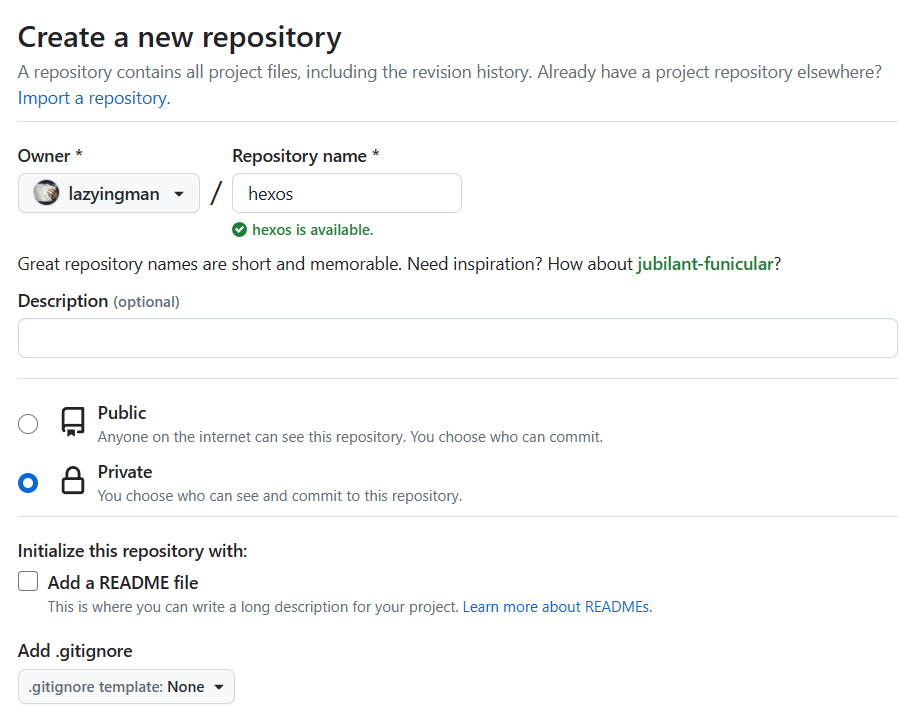 Create a new repository
A repository contains all project files, including the revision history. Already have a project repository elsewhere?
Import a repository.
Owner * Repository name *
lazyingman / hexos
hexos is available.
Great repository names are short and memorable. Need inspiration? How about jubilant-funicular?
Description (optional)
Public
Anyone on the internet can see this repository. You choose who can commit.
Private
You choose who can see and commit to this repository.
Initialize this repository with:
Add a README file
This is where you can write a long description for your project. Learn more about READMEs.
Add .gitignore
.gitignore template: None